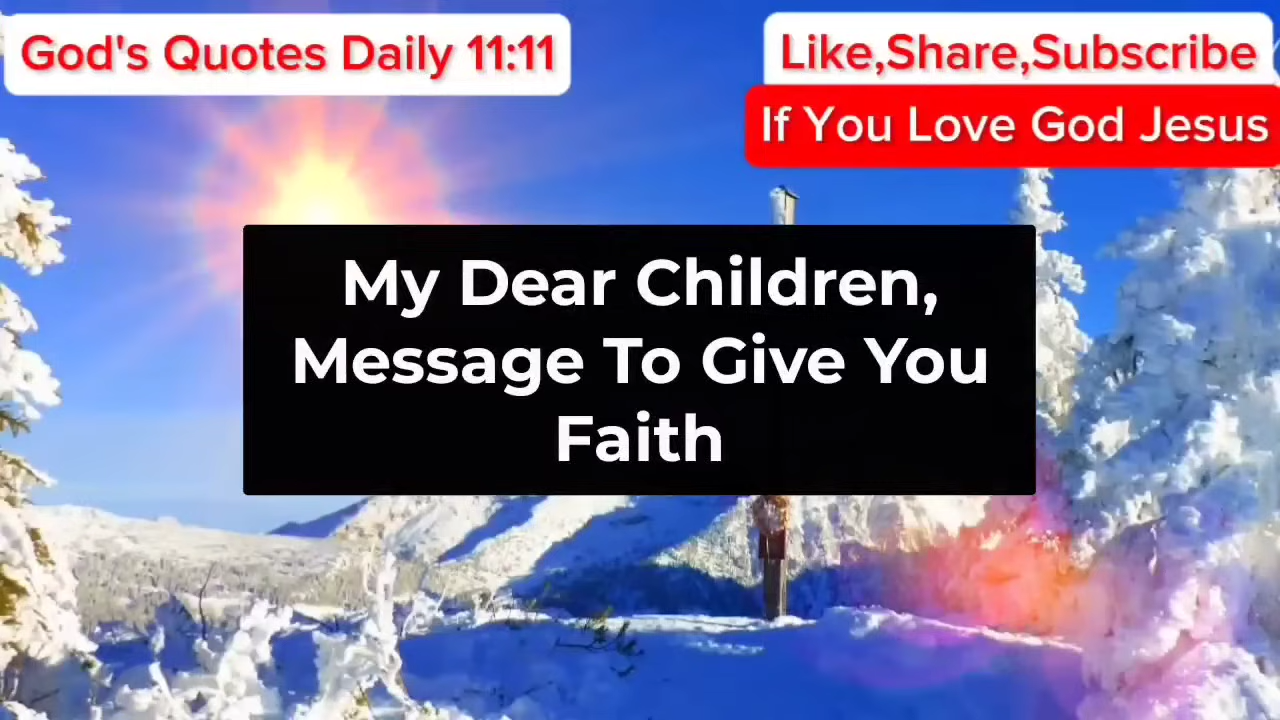 God's Quotes Daily 11:11
Like,Share,Subscribe
If You Love God Jesus
My Dear Children,
Message To Give You
Faith